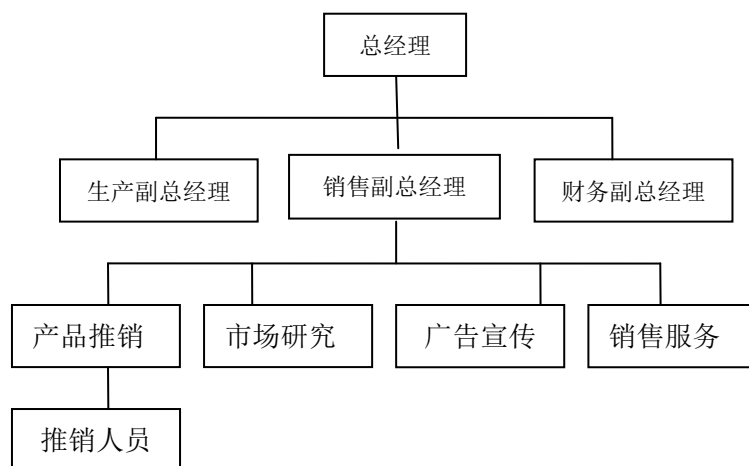 总经理
生产副总经理
销售副总经理
财务副总经理
产品推销
市场研究
广告宣传
销售服务
推销人员